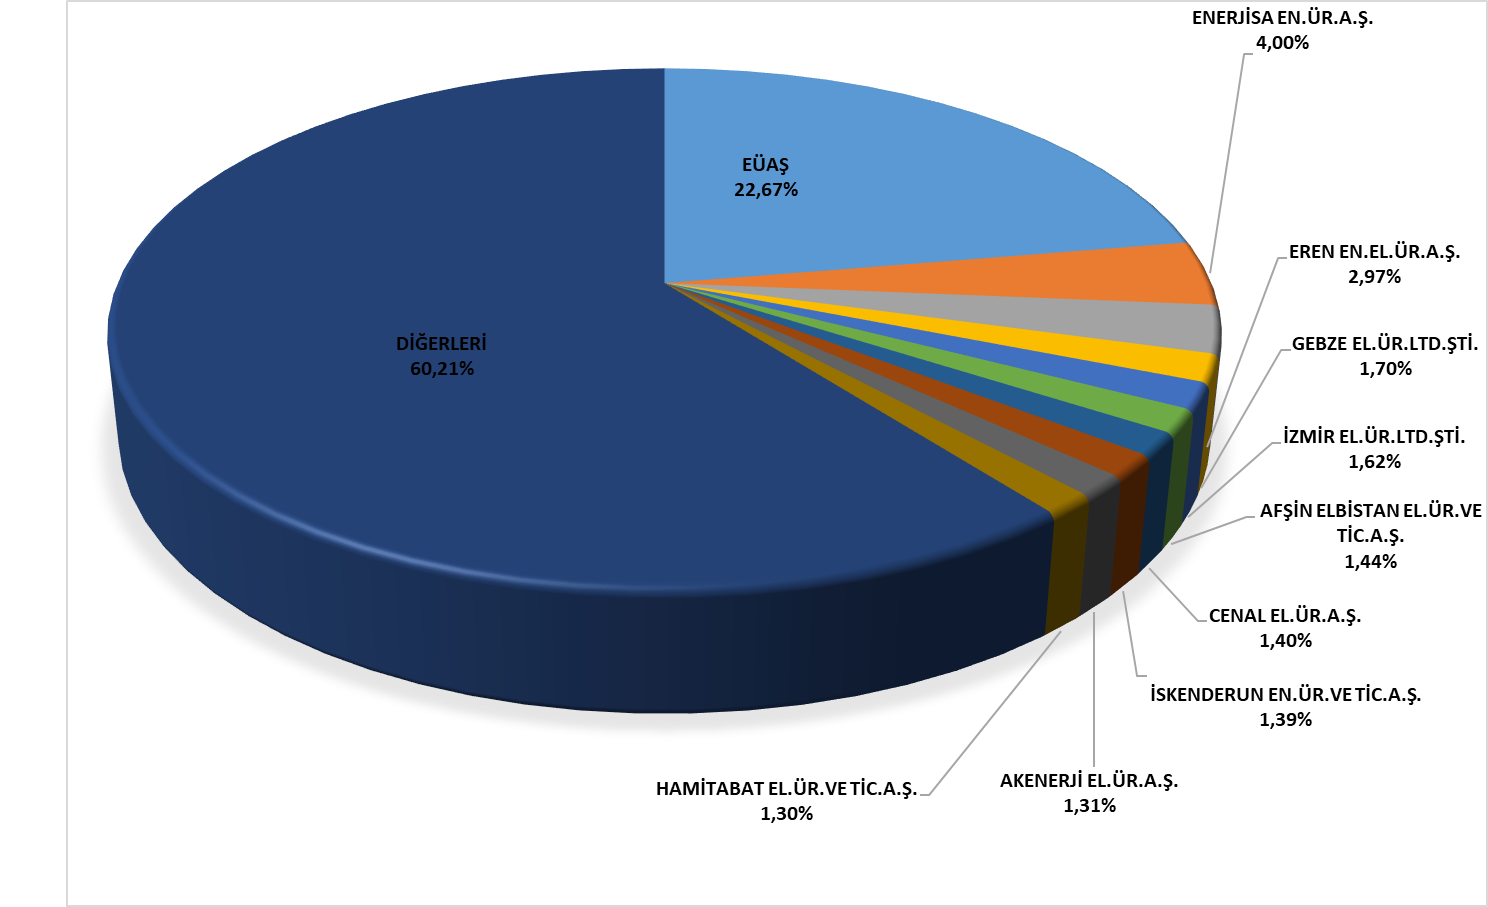 ENERJİSA EN.ÜR.A.Ş.
4,00%
EÜAŞ
22,67%
EREN EN.EL.ÜR.A.Ş.
2,97%
DİĞERLERİ
60,21%
GEBZE EL.ÜR.LTD.ŞTİ.
1,70%
İZMİR EL.ÜR.LTD.ŞTİ.
1,62%
AFŞİN ELBİSTAN EL.ÜR.VE
TİC.A.Ş.
1,44%
CENAL EL.ÜR.A.Ş.
1,40%
İSKENDERUN EN.ÜR.VE TİC.A.Ş.
1,39%
AKENERJİ EL.ÜR.A.Ş.
1,31%
HAMİTABAT EL.ÜR.VE TİC.A.Ş.
1,30%